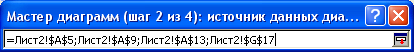 Мастер диаграмм (шаг 2 из 4): источник данных диа...
=Лист2!$A$5;Лист2!$A$9;Лист2!$A$13;Лист2!$G$17